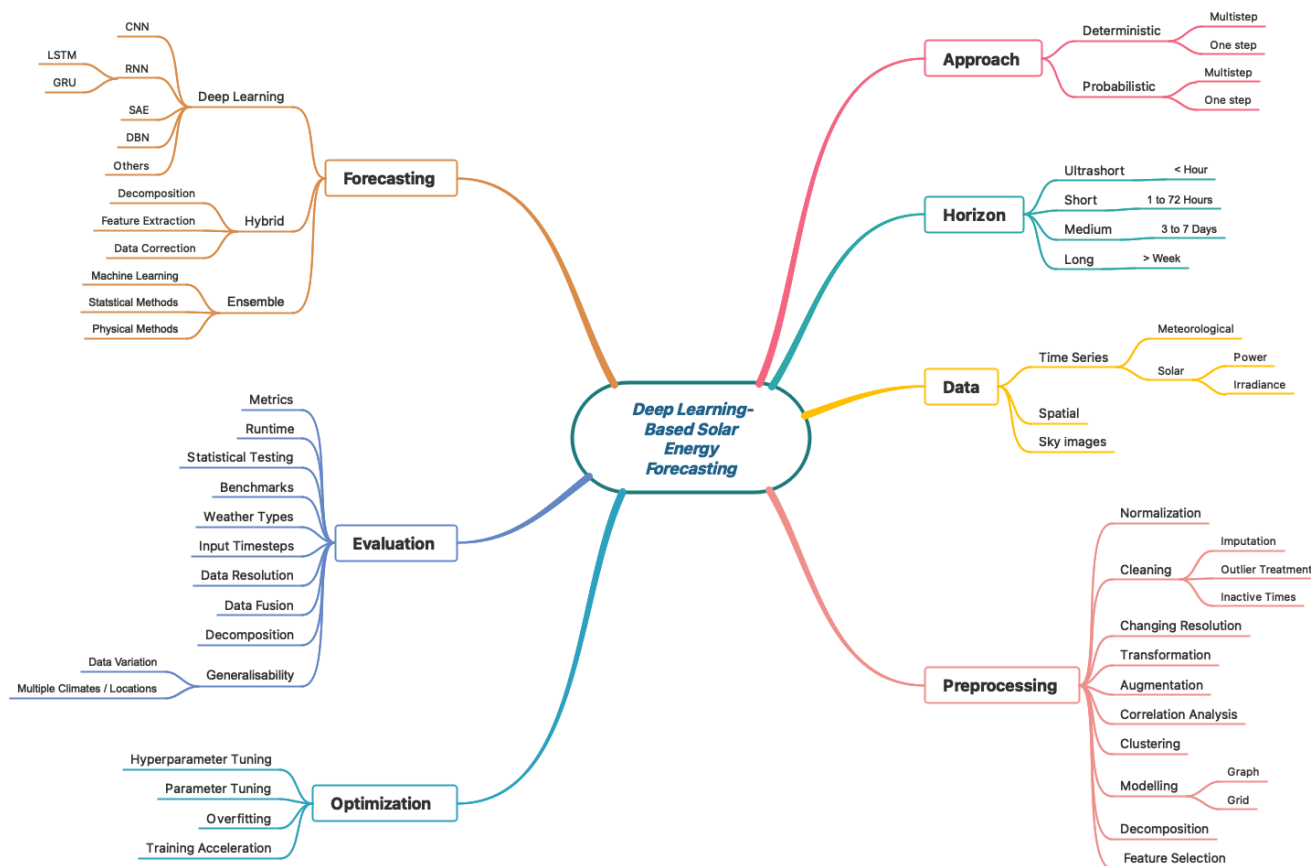 Deep Learning-
Based Solar
Energy
Forecasting
Approach
Deterministic
Multistep
One step
Probabilistic
Multistep
One step
Horizon
Ultrashort
< Hour
Short
1 to 72 Hours
Medium
3 to 7 Days
Long
> Week
Data
Time Series
Meteorological
Solar
Power
Irradiance
Spatial
Sky images
Preprocessing
Normalization
Cleaning
Imputation
Outlier Treatment
Inactive Times
Changing Resolution
Transformation
Augmentation
Correlation Analysis
Clustering
Modelling
Graph
Grid
Decomposition
Feature Selection
Forecasting
Deep Learning
CNN
RNN
LSTM
GRU
SAE
DBN
Others
Hybrid
Decomposition
Feature Extraction
Data Correction
Ensemble
Machine Learning
Statstical Methods
Physical Methods
Evaluation
Metrics
Runtime
Statistical Testing
Benchmarks
Weather Types
Input Timesteps
Data Resolution
Data Fusion
Decomposition
Generalisability
Data Variation
Multiple Climates / Locations
Optimization
Hyperparameter Tuning
Parameter Tuning
Overfitting
Training Acceleration